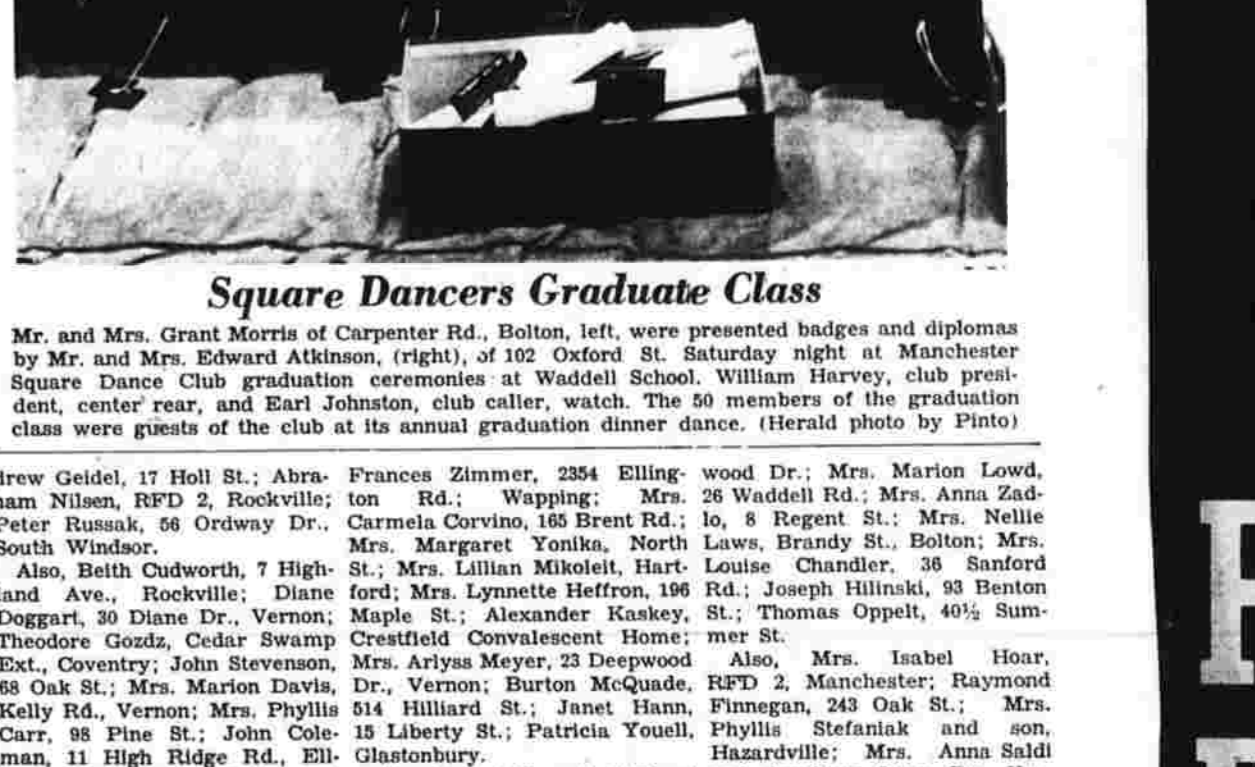 Square Dancers Graduate Class
Mr. and Mrs. Grant Morris of Carpenter Rd., Bolton, left, were presented badges and diplomas
by Mr. and Mrs. Edward Atkinson, (right), of 102 Oxford St. Saturday night at Manchester
Square Dance Club graduation ceremonies at Waddell School. William Harvey, club presi-
dent, center rear, and Earl Johnston, club caller, watch. The 50 members of the graduation
class were guests of the club at its annual graduation dinner dance. (Herald photo by Pinto)
drew Geidel, 17 Holl St.; Abra-
ham Nilsen, RFD 2, Rockville;
Peter Russak, 56 Ordway Dr.,
South Windsor.
Also, Beith Cudworth, 7 High-
land Ave., Rockville; Diane
Doggart, 30 Diane Dr., Vernon;
Theodore Gozdz, Cedar Swamp
Ext., Coventry; John Stevenson,
68 Oak St.; Mrs. Marion Davis,
Kelly Rd., Vernon; Mrs. Phyllis
Carr, 98 Pine St.; John Cole-
man, 11 High Ridge Rd., Ell-
Frances Zimmer, 2354 Elling-
ton Rd.; Wapping; Mrs.
Carmela Corvino, 165 Brent Rd.;
Mrs. Margaret Yonika, North
St.; Mrs. Lillian Mikoleit, Hart-
ford; Mrs. Lynnette Heffron, 196
Maple St.; Alexander Kaskey,
Crestfield Convalescent Home;
Mrs. Arlyss Meyer, 23 Deepwood
Dr., Vernon; Burton McQuade,
514 Hilliard St.; Janet Hann,
15 Liberty St.; Patricia Youell,
Glastonbury.
wood Dr.; Mrs. Marion Lowd,
26 Waddell Rd.; Mrs. Anna Zad-
lo, 8 Regent St.; Mrs. Nellie
Laws, Brandy St., Bolton; Mrs.
Louise Chandler, 36 Sanford
Rd.; Joseph Hilinski, 93 Benton
St.; Thomas Oppelt, 40½ Sum-
mer St.
Also, Mrs. Isabel Hoar,
RFD 2, Manchester; Raymond
Finnegan, 243 Oak St.; Mrs.
Phyllis Stefaniak and son,
Hazardville; Mrs. Anna Saldi